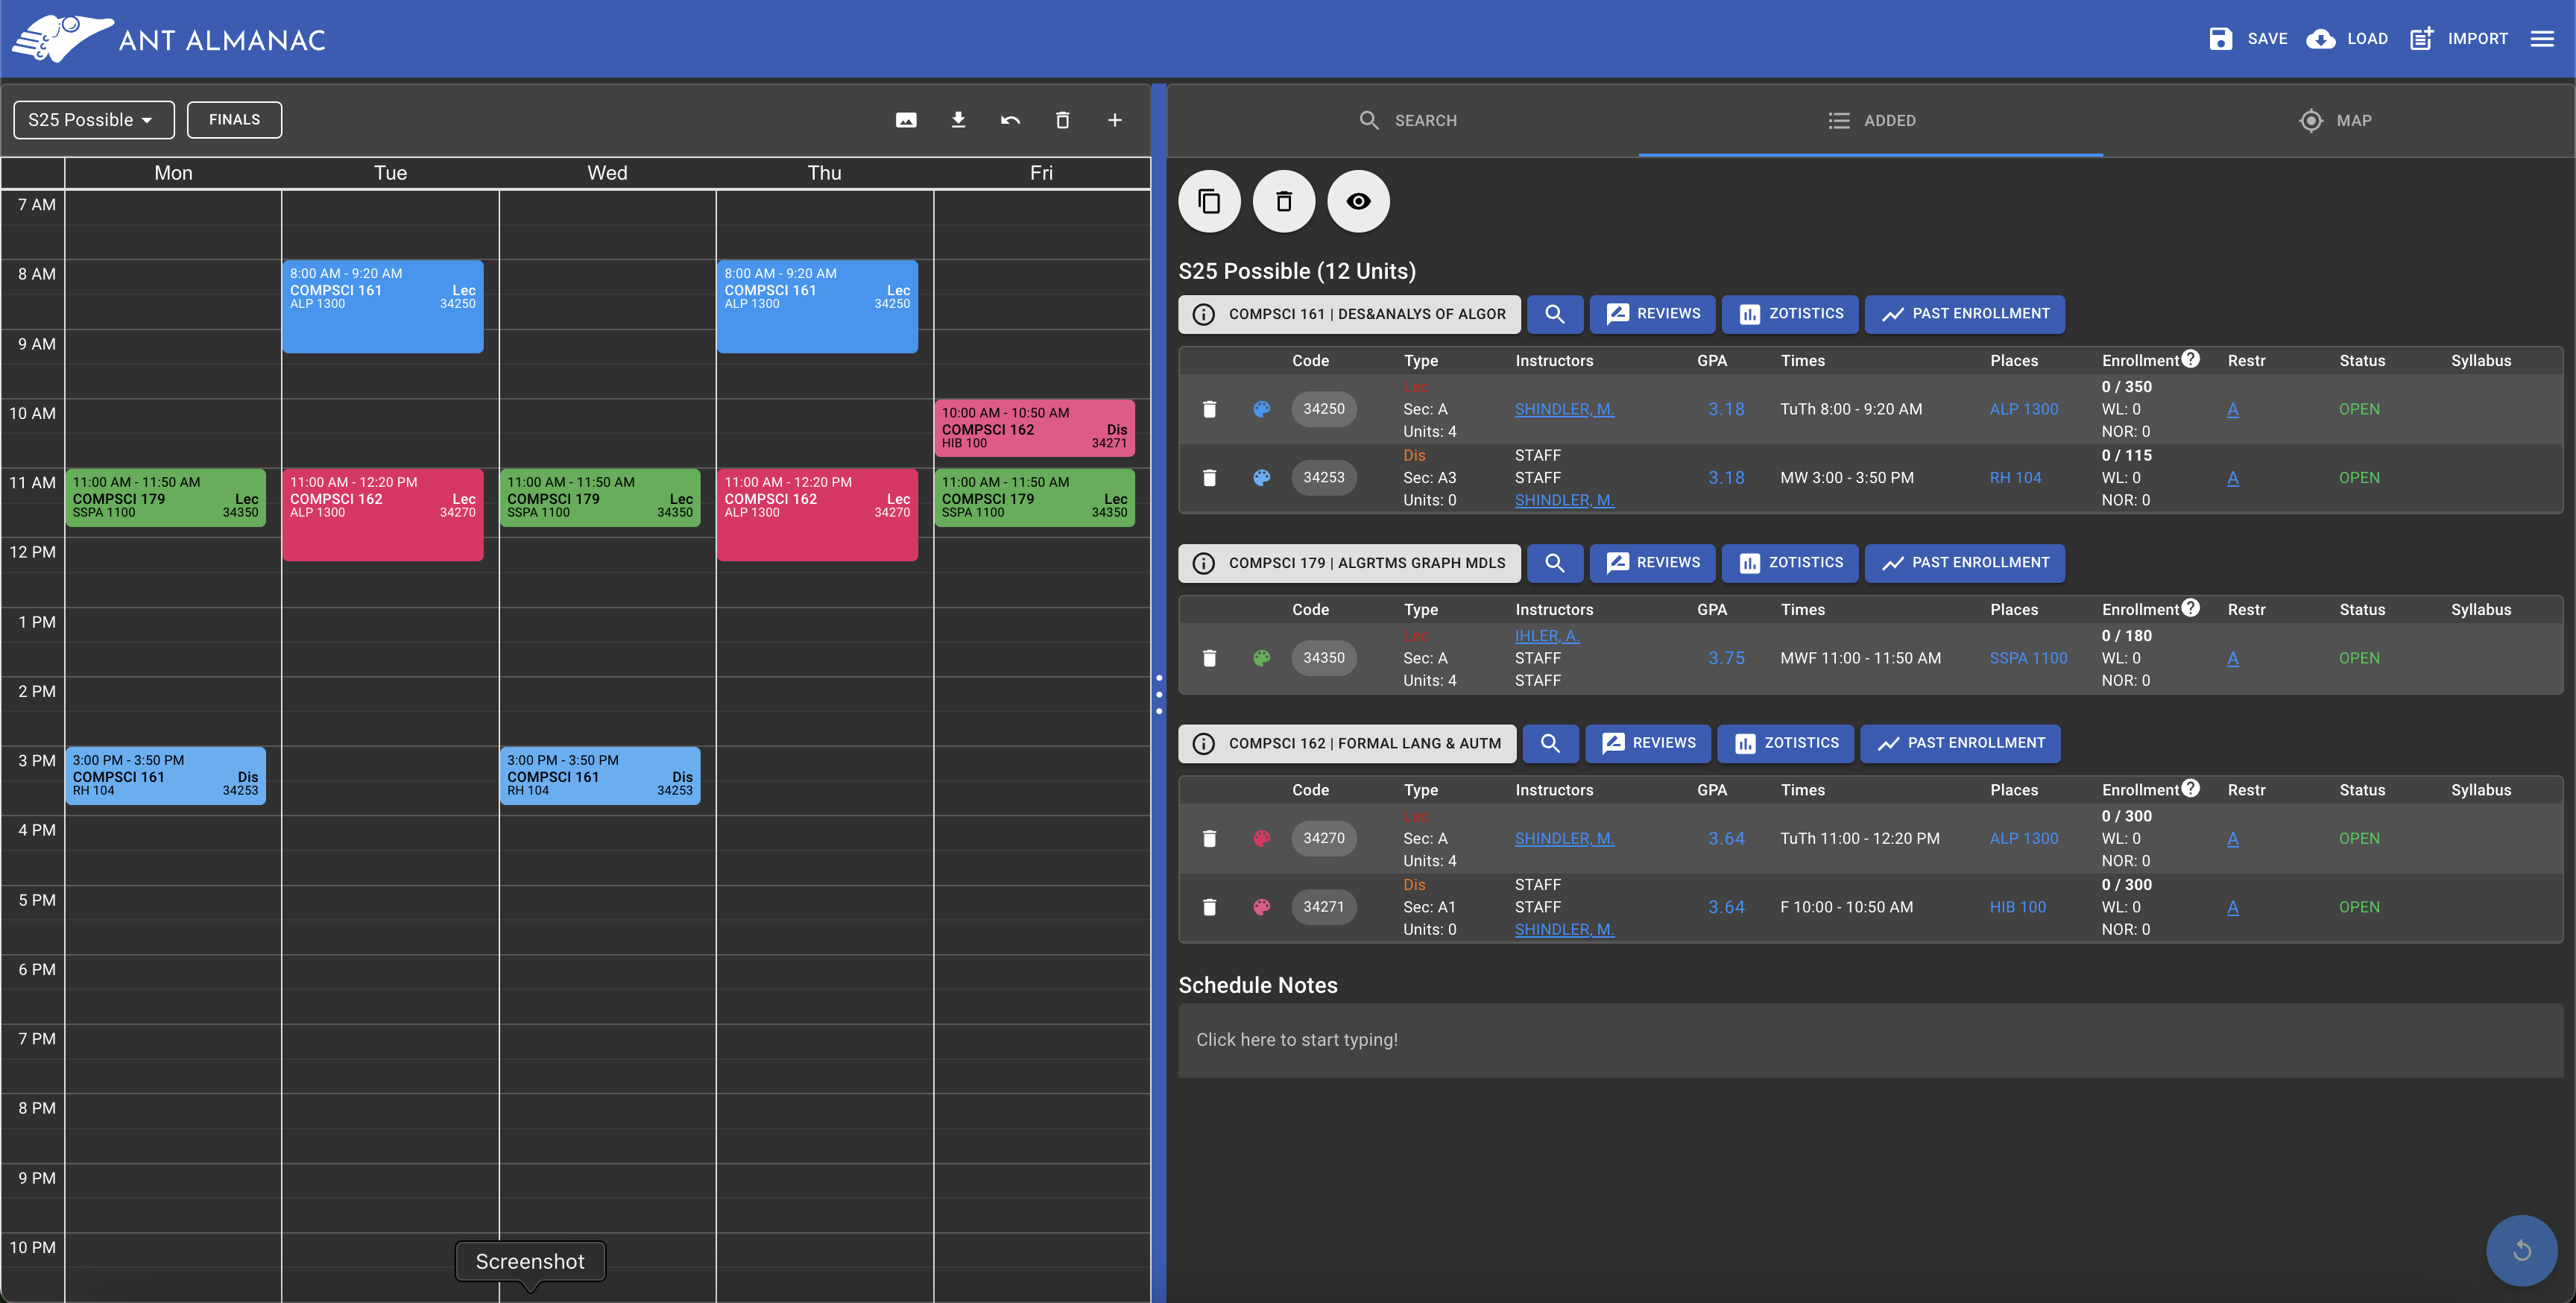 ANT ALMANAC
SAVE LOAD IMPORT
S25 Possible FINALS
SEARCH ADDED MAP
Mon Tue Wed Thu Fri
7 AM
8 AM
8:00 AM - 9:20 AM
COMPSCI 161 Lec
ALP 1300 34250
8:00 AM - 9:20 AM
COMPSCI 161 Lec
ALP 1300 34250
9 AM
10 AM
10:00 AM - 10:50 AM
COMPSCI 162 Dis
HIB 100 34271
11 AM
11:00 AM - 11:50 AM
COMPSCI 179 Lec
SSPA 1100 34350
11:00 AM - 12:20 PM
COMPSCI 162 Lec
ALP 1300 34270
11:00 AM - 11:50 AM
COMPSCI 179 Lec
SSPA 1100 34350
11:00 AM - 12:20 PM
COMPSCI 162 Lec
ALP 1300 34270
11:00 AM - 11:50 AM
COMPSCI 179 Lec
SSPA 1100 34350
12 PM
1 PM
2 PM
3 PM
3:00 PM - 3:50 PM
COMPSCI 161 Dis
RH 104 34253
3:00 PM - 3:50 PM
COMPSCI 161 Dis
RH 104 34253
4 PM
5 PM
6 PM
7 PM
8 PM
9 PM
10 PM
Screenshot
S25 Possible (12 Units)
COMPSCI 161 | DES&ANALYS OF ALGOR REVIEWS ZOTISTICS PAST ENROLLMENT
Code Type Instructors GPA Times Places Enrollment ? Restr Status Syllabus
Lec 0 / 350
34250 Sec: A SHINDLER, M. 3.18 TuTh 8:00 - 9:20 AM ALP 1300 WL: 0 A OPEN
Units: 4 NOR: 0
Dis STAFF 0 / 115
34253 Sec: A3 STAFF 3.18 MW 3:00 - 3:50 PM RH 104 WL: 0 A OPEN
Units: 0 SHINDLER, M. NOR: 0
COMPSCI 179 | ALGRTMS GRAPH MDLS REVIEWS ZOTISTICS PAST ENROLLMENT
Code Type Instructors GPA Times Places Enrollment ? Restr Status Syllabus
Lec IHLER, A. 0 / 180
34350 Sec: A STAFF 3.75 MWF 11:00 - 11:50 AM SSPA 1100 WL: 0 A OPEN
Units: 4 STAFF NOR: 0
COMPSCI 162 | FORMAL LANG & AUTM REVIEWS ZOTISTICS PAST ENROLLMENT
Code Type Instructors GPA Times Places Enrollment ? Restr Status Syllabus
Lec 0 / 300
34270 Sec: A SHINDLER, M. 3.64 TuTh 11:00 - 12:20 PM ALP 1300 WL: 0 A OPEN
Units: 4 NOR: 0
Dis STAFF 0 / 300
34271 Sec: A1 STAFF 3.64 F 10:00 - 10:50 AM HIB 100 WL: 0 A OPEN
Units: 0 SHINDLER, M. NOR: 0
Schedule Notes
Click here to start typing!